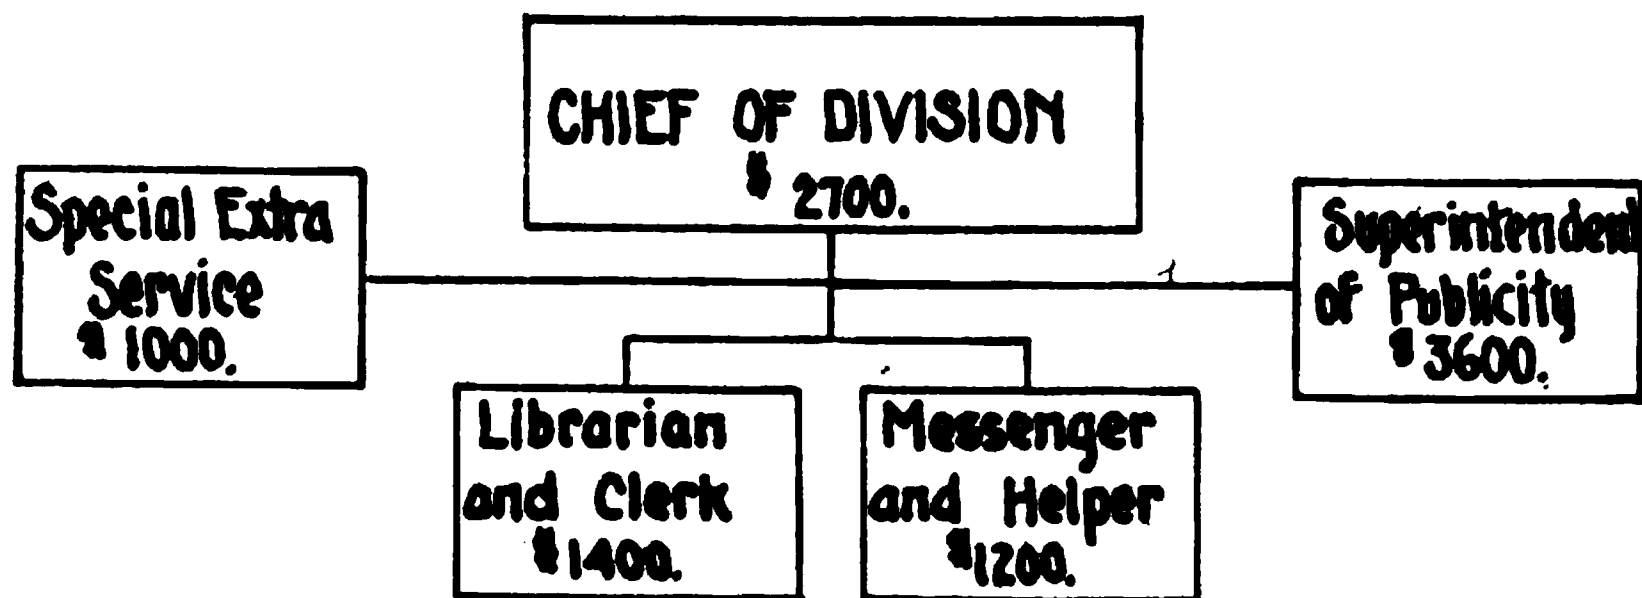 CHIEF OF DIVISION
$ 2700.
Special Extra
Service
$ 1000.
Superintendent
of Publicity
$ 3600.
Librarian
and Clerk
$ 1400.
Messenger
and Helper
$ 1200.